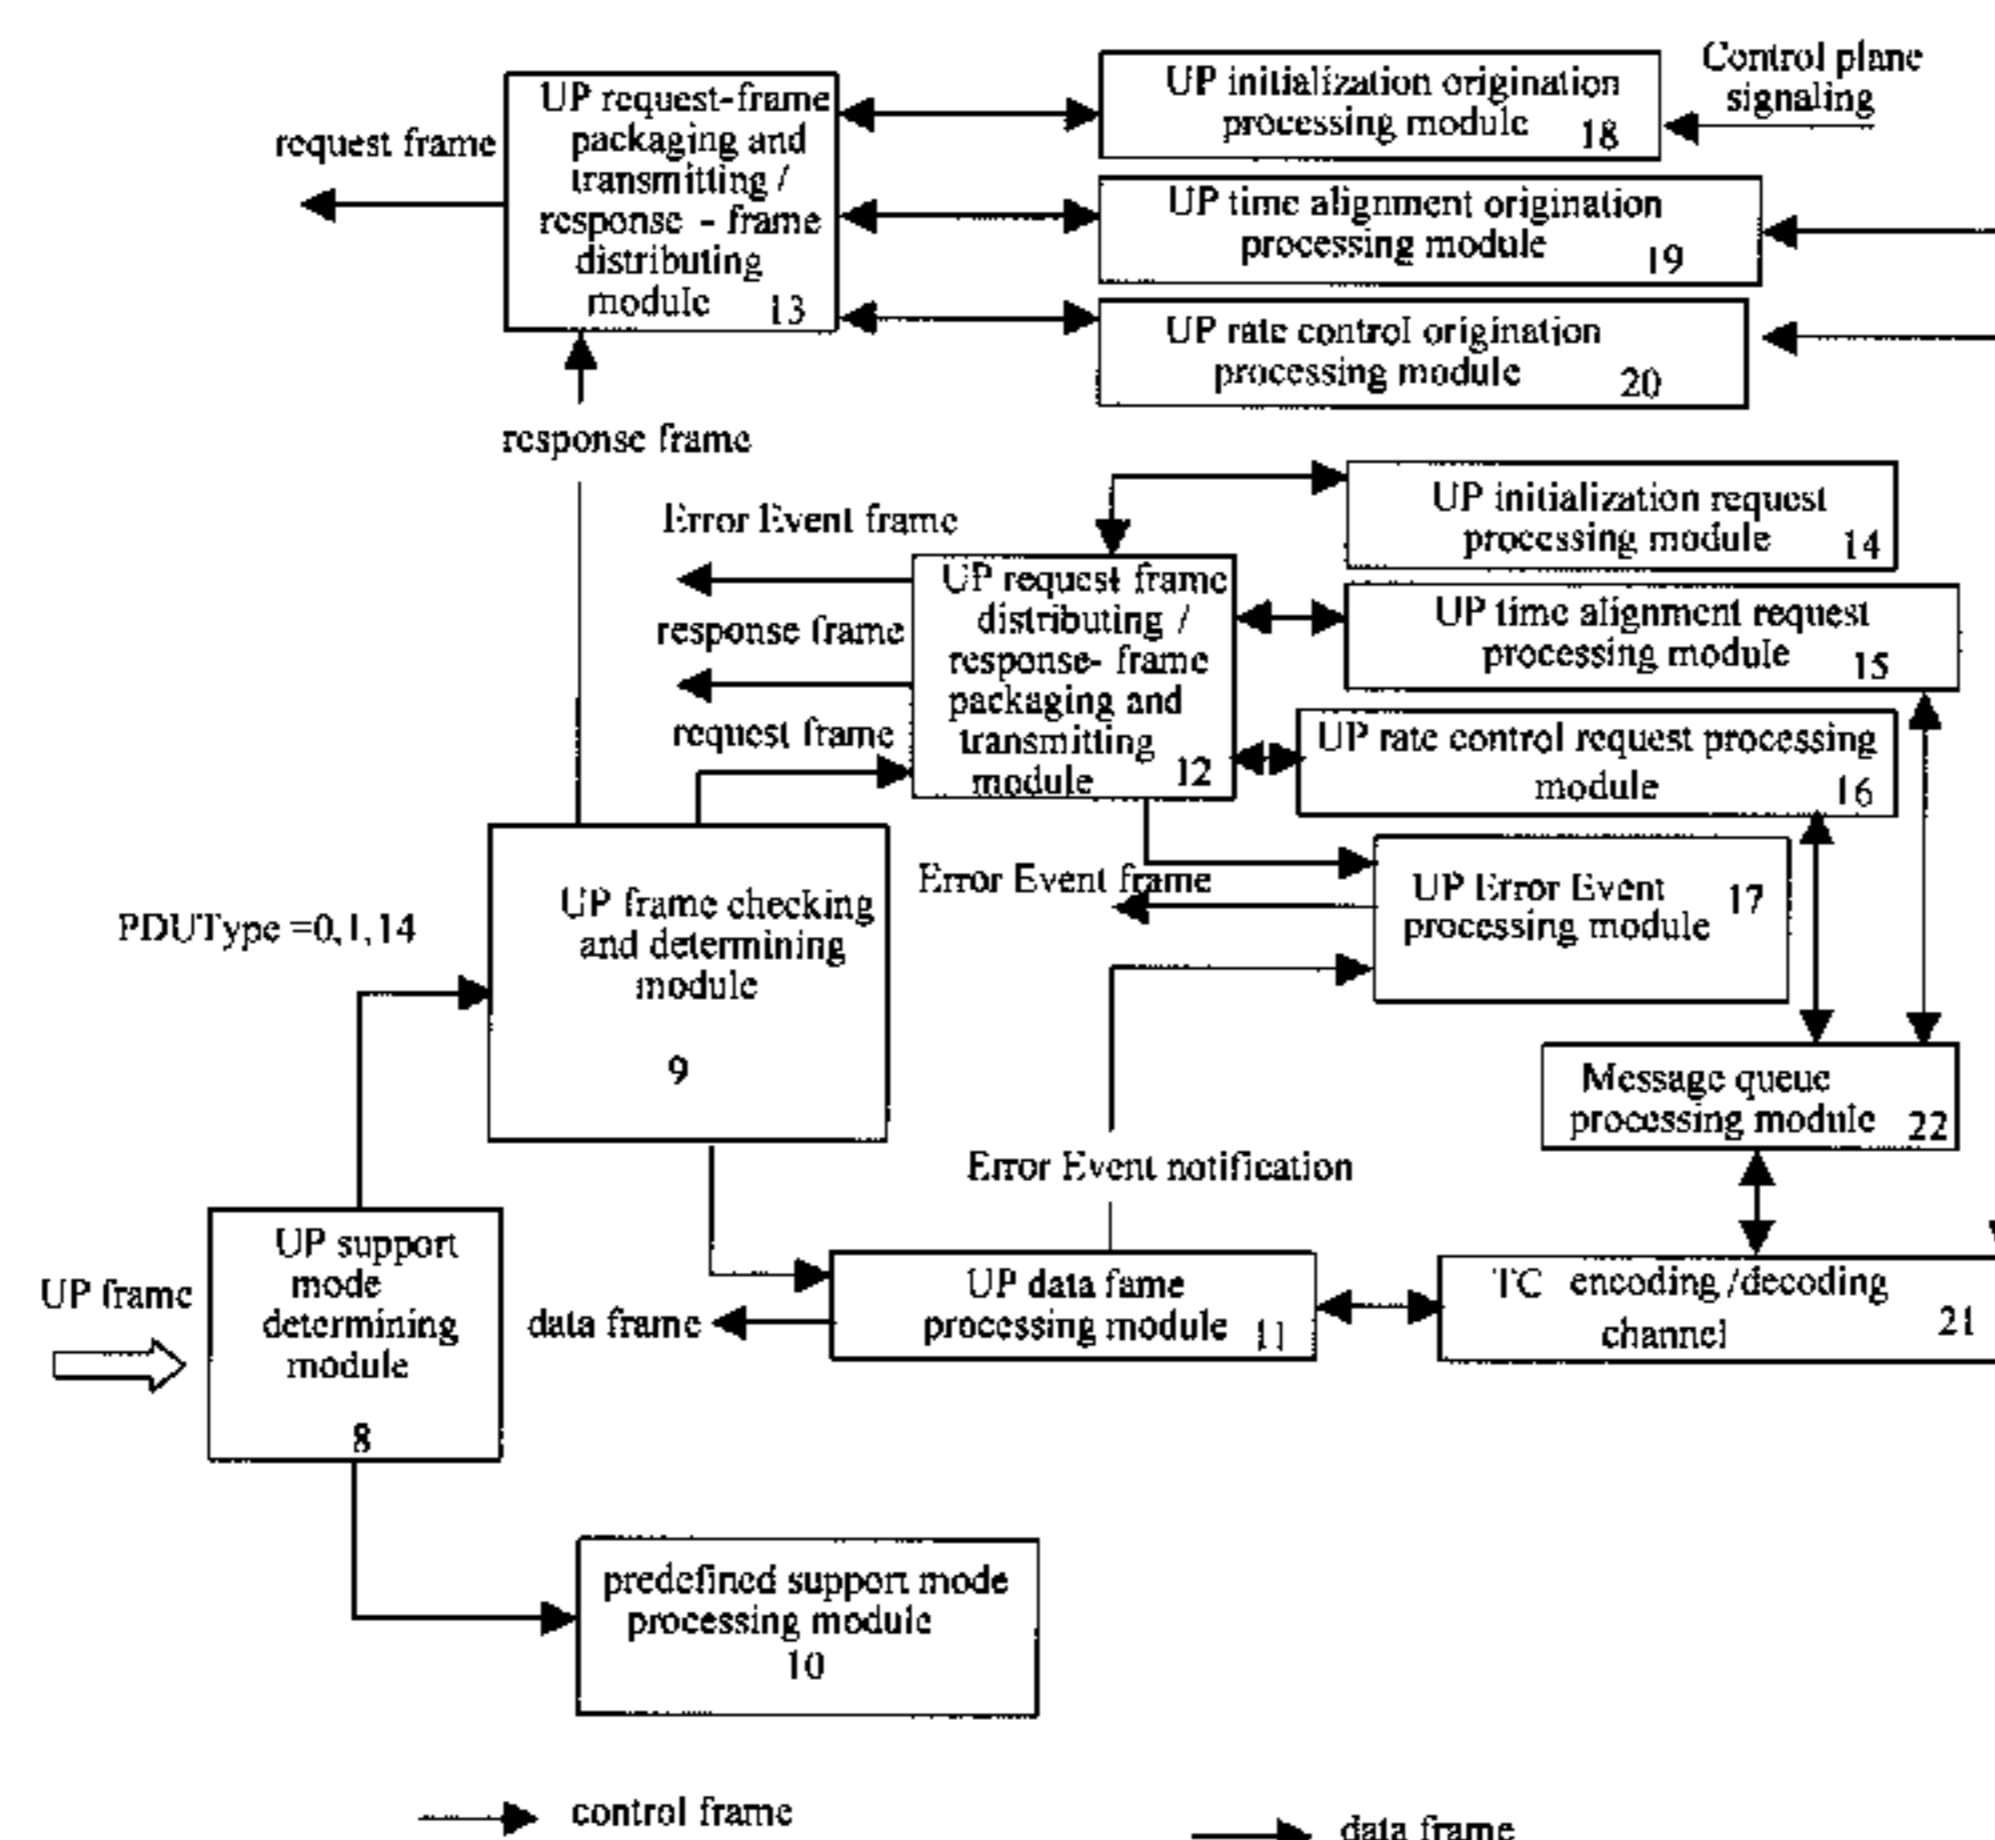 Control plane
signaling
UP initialization origination
processing module 18
UP request-frame
packaging and
transmitting /
response - frame
distributing
module 13
request frame
UP time alignment origination
processing module 19
UP rate control origination
processing module 20
response frame
UP initialization request
processing module 14
Error Event frame
UP request frame
distributing /
response- frame
packaging and
transmitting
module 12
response frame
request frame
UP time alignment request
processing module 15
UP rate control request processing
module 16
Error Event frame
UP Error Event 17
processing module
PDUType =0,1,14
UP frame checking
and determining
module
9
Message queue
processing module 22
Error Event notification
UP support
mode
determining
module
8
UP frame
UP data fame
processing module 11
data frame
TC encoding /decoding
channel 21
predefined support mode
processing module
10
control frame
data frame